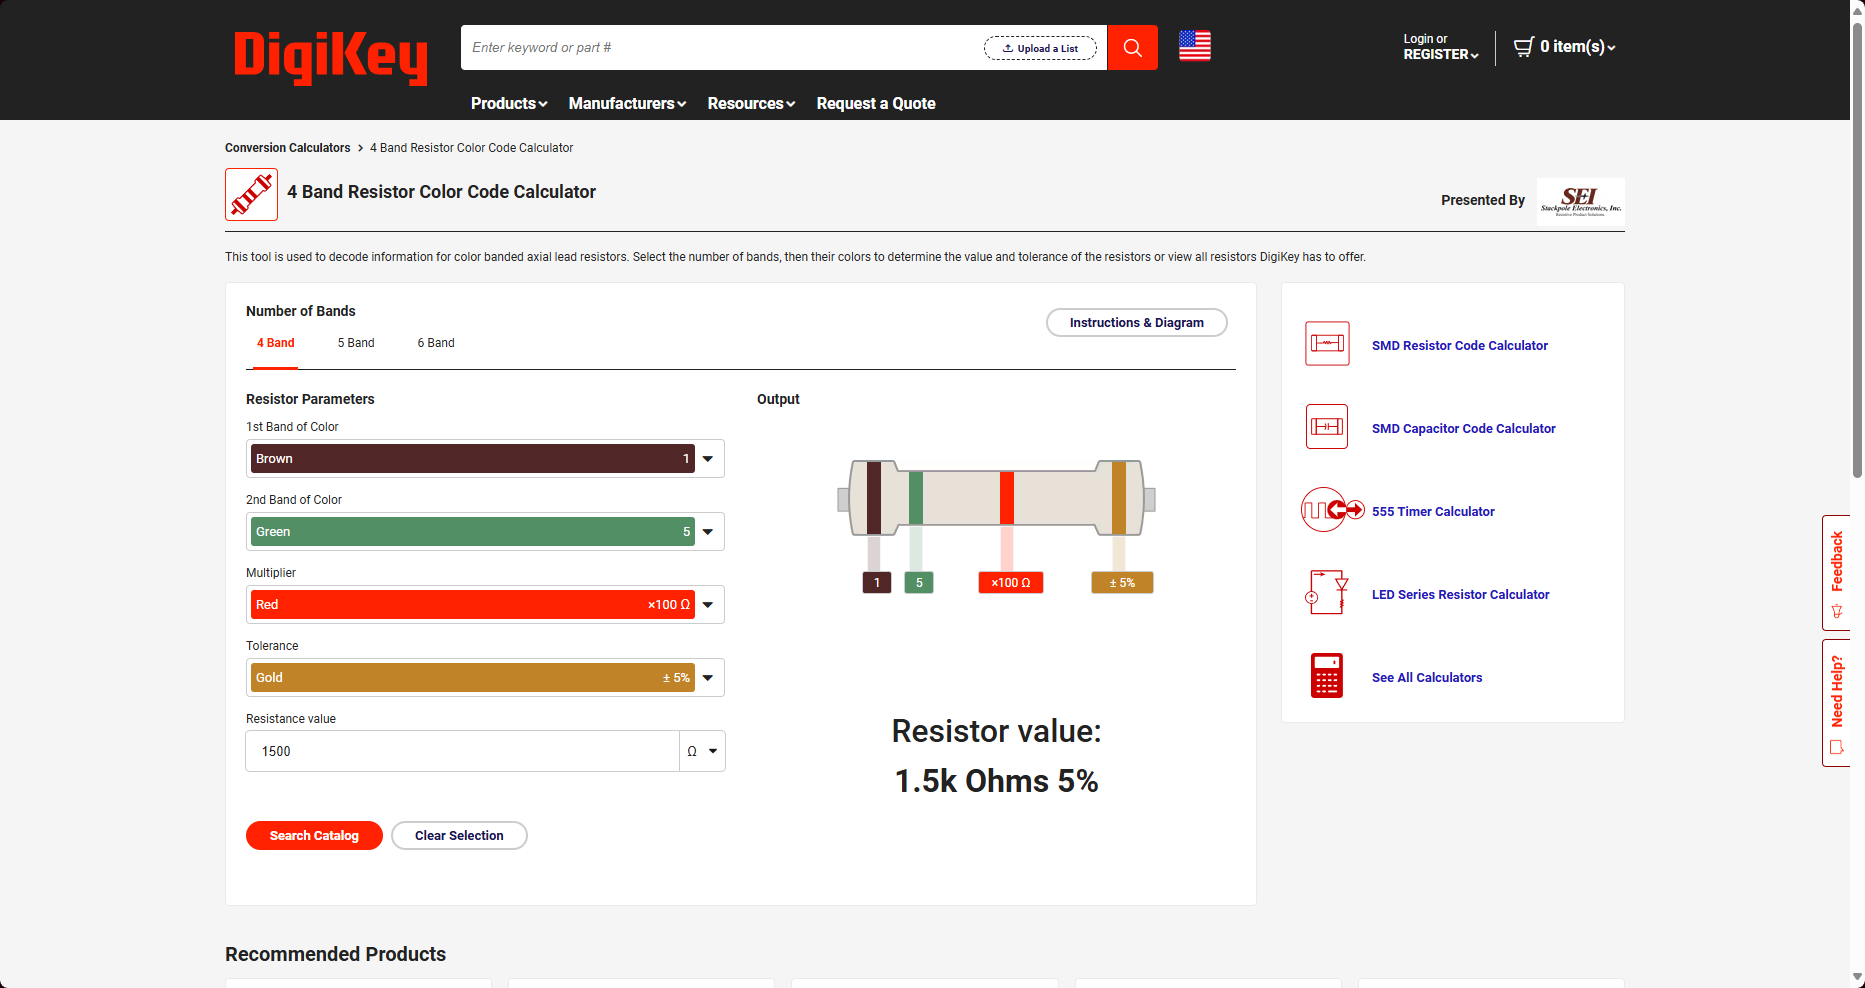 DigiKey
Enter keyword or part #
Upload a List
Login or
REGISTER
0 item(s)
Products
Manufacturers
Resources
Request a Quote
Conversion Calculators > 4 Band Resistor Color Code Calculator
4 Band Resistor Color Code Calculator
Presented By
SEI
Stackpole Electronics, Inc.
Resistive Product Solutions
This tool is used to decode information for color banded axial lead resistors. Select the number of bands, then their colors to determine the value and tolerance of the resistors or view all resistors DigiKey has to offer.
Number of Bands
Instructions & Diagram
4 Band
5 Band
6 Band
Resistor Parameters
Output
1st Band of Color
Brown 1
2nd Band of Color
Green 5
Multiplier
Red ×100 Ω
Tolerance
Gold ± 5%
Resistance value
1500 Ω
1
5
×100 Ω
± 5%
Resistor value:
1.5k Ohms 5%
Search Catalog
Clear Selection
SMD Resistor Code Calculator
SMD Capacitor Code Calculator
555 Timer Calculator
LED Series Resistor Calculator
See All Calculators
Feedback
Need Help?
Recommended Products